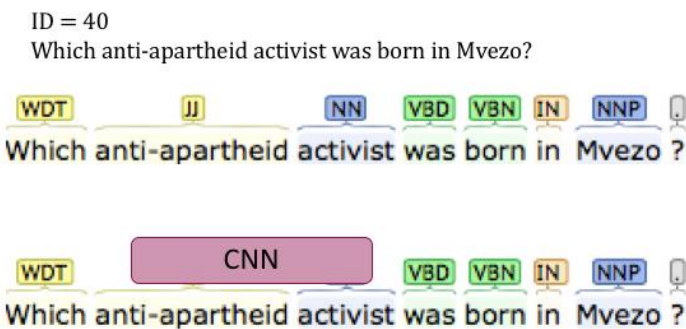 ID = 40
Which anti-apartheid activist was born in Mvezo?
WDT JJ NN VBD VBN IN NNP .
Which anti-apartheid activist was born in Mvezo ?
WDT CNN VBD VBN IN NNP .
Which anti-apartheid activist was born in Mvezo ?